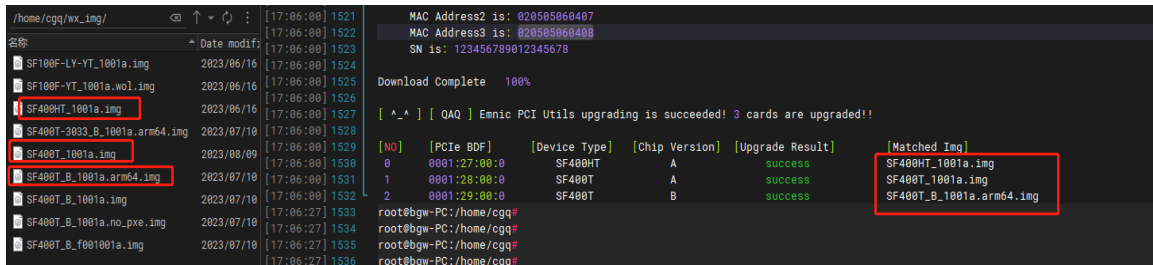 /home/cgq/wx_img/
名称 Date modifi
SF100F-LY-YT_1001a.img 2023/06/16
SF100F-YT_1001a.wol.img 2023/06/16
SF400HT_1001a.img 2023/06/16
SF400T-3033_B_1001a.arm64.img 2023/07/10
SF400T_1001a.img 2023/08/09
SF400T_B_1001a.arm64.img 2023/07/10
SF400T_B_1001a.img 2023/07/10
SF400T_B_1001a.no_pxe.img 2023/07/10
SF400T_B_f001001a.img 2023/07/10
[17:06:00] 1521 MAC Address2 is: 020505060407
[17:06:00] 1522 MAC Address3 is: 020505060408
[17:06:00] 1523 SN is: 123456789012345678
[17:06:00] 1524
[17:06:00] 1525 Download Complete 100%
[17:06:00] 1526
[17:06:00] 1527 [ ^_^ ] [ QAQ ] Emnic PCI Utils upgrading is succeeded! 3 cards are upgraded!!
[17:06:00] 1528
[17:06:00] 1529 [NO] [PCIe BDF] [Device Type] [Chip Version] [Upgrade Result] [Matched Img]
[17:06:00] 1530 0 0001:27:00:0 SF400HT A success SF400HT_1001a.img
[17:06:00] 1531 1 0001:28:00:0 SF400T A success SF400T_1001a.img
[17:06:00] 1532 2 0001:29:00:0 SF400T B success SF400T_B_1001a.arm64.img
[17:06:27] 1533 root@bgw-PC:/home/cgq#
[17:06:27] 1534 root@bgw-PC:/home/cgq#
[17:06:27] 1535 root@bgw-PC:/home/cgq#
[17:06:27] 1536 root@bgw-PC:/home/cgq#